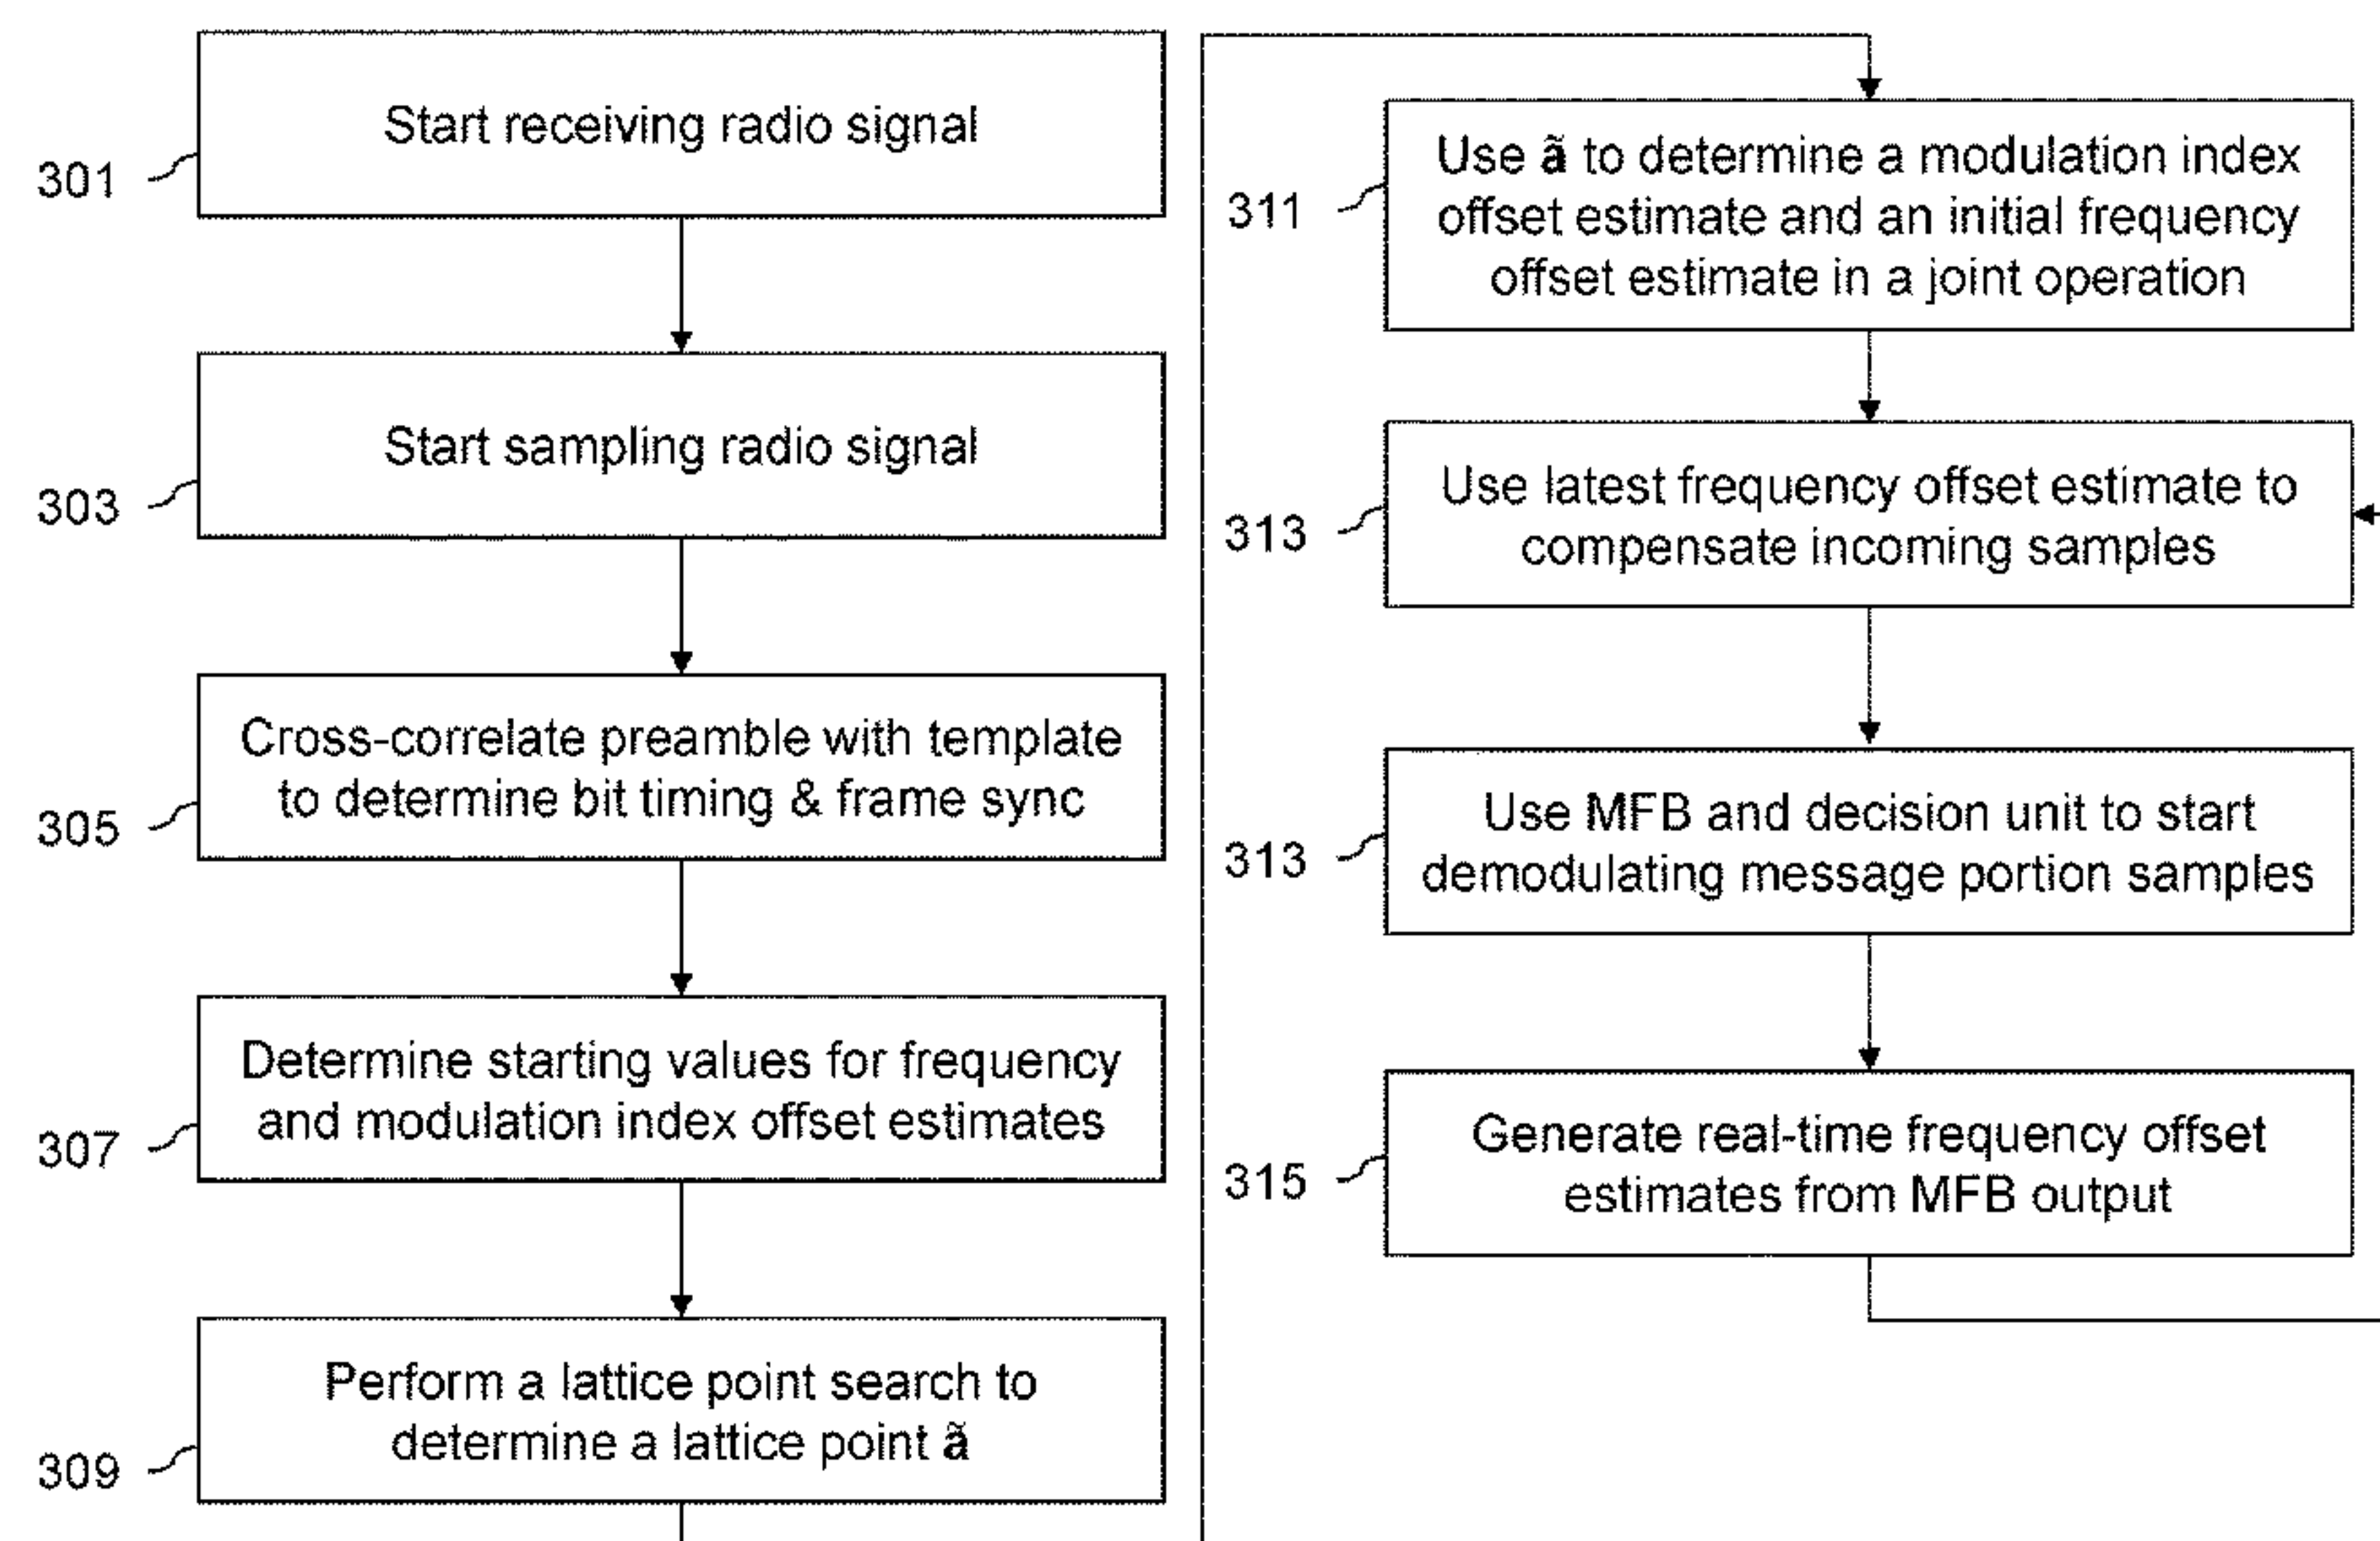 Start receiving radio signal
301
Start sampling radio signal
303
Cross-correlate preamble with template
to determine bit timing & frame sync
305
Determine starting values for frequency
and modulation index offset estimates
307
Perform a lattice point search to
determine a lattice point ã
309
Use ã to determine a modulation index
offset estimate and an initial frequency
offset estimate in a joint operation
311
Use latest frequency offset estimate to
compensate incoming samples
313
Use MFB and decision unit to start
demodulating message portion samples
313
Generate real-time frequency offset
estimates from MFB output
315